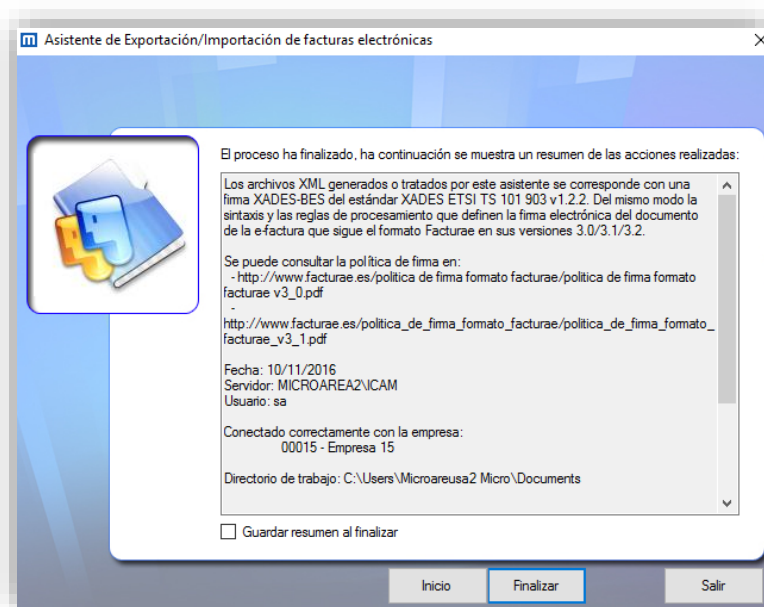 m Asistente de Exportación/Importación de facturas electrónicas
El proceso ha finalizado, ha continuación se muestra un resumen de las acciones realizadas:
Los archivos XML generados o tratados por este asistente se corresponde con una
firma XADES-BES del estándar XADES ETSI TS 101 903 v1.2.2. Del mismo modo la
sintaxis y las reglas de procesamiento que definen la firma electrónica del documento
de la e-factura que sigue el formato Facturae en sus versiones 3.0/3.1/3.2.
Se puede consultar la política de firma en:
- http://www.facturae.es/politica de firma formato facturae/politica de firma formato
facturae v3_0.pdf
-
http://www.facturae.es/politica_de_firma_formato_facturae/politica_de_firma_formato_
facturae_v3_1.pdf
Fecha: 10/11/2016
Servidor: MICROAREA2\ICAM
Usuario: sa
Conectado correctamente con la empresa:
00015 - Empresa 15
Directorio de trabajo: C:\Users\Microareusa2 Micro\Documents
Guardar resumen al finalizar
Inicio Finalizar Salir